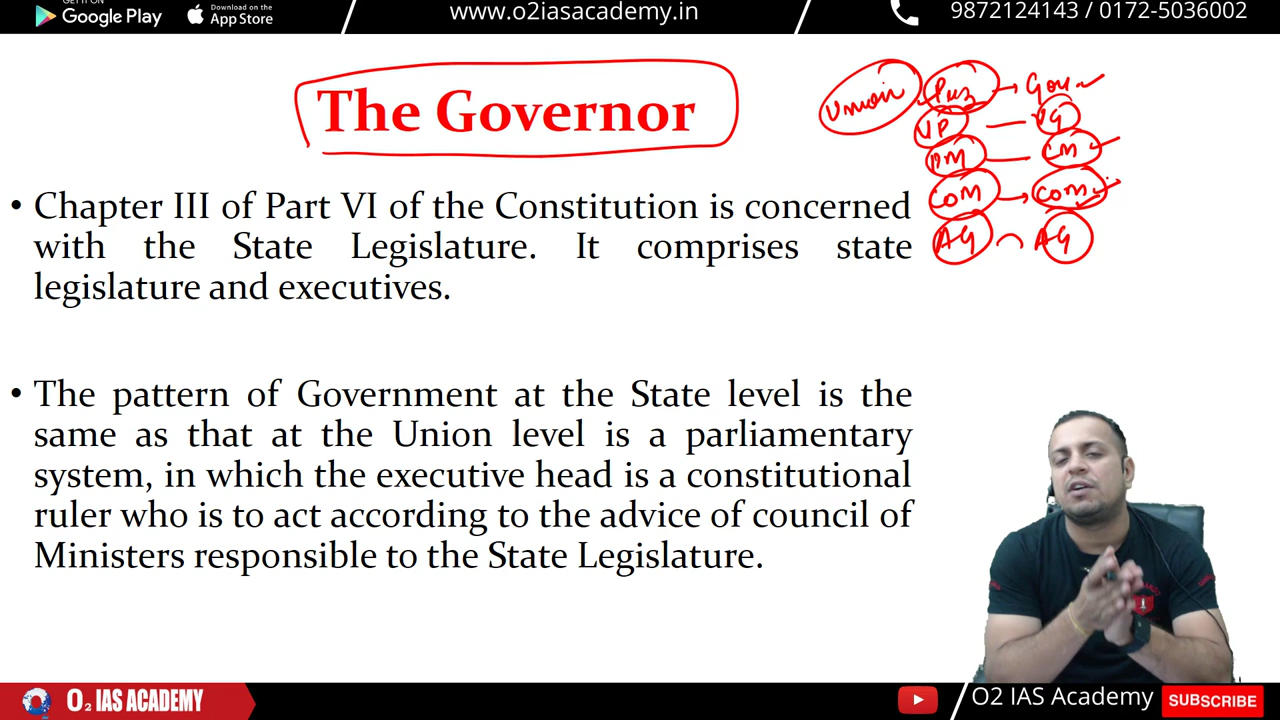 GET IT ON
Google Play
Download on the
App Store
www.o2iasacademy.in
9872124143 / 0172-5036002
The Governor
Union
Prez → Gov
VP — VG
PM — CM
COM → COM
AG AG
• Chapter III of Part VI of the Constitution is concerned
with the State Legislature. It comprises state
legislature and executives.
• The pattern of Government at the State level is the
same as that at the Union level is a parliamentary
system, in which the executive head is a constitutional
ruler who is to act according to the advice of council of
Ministers responsible to the State Legislature.
O2 IAS ACADEMY
O2 IAS Academy
SUBSCRIBE